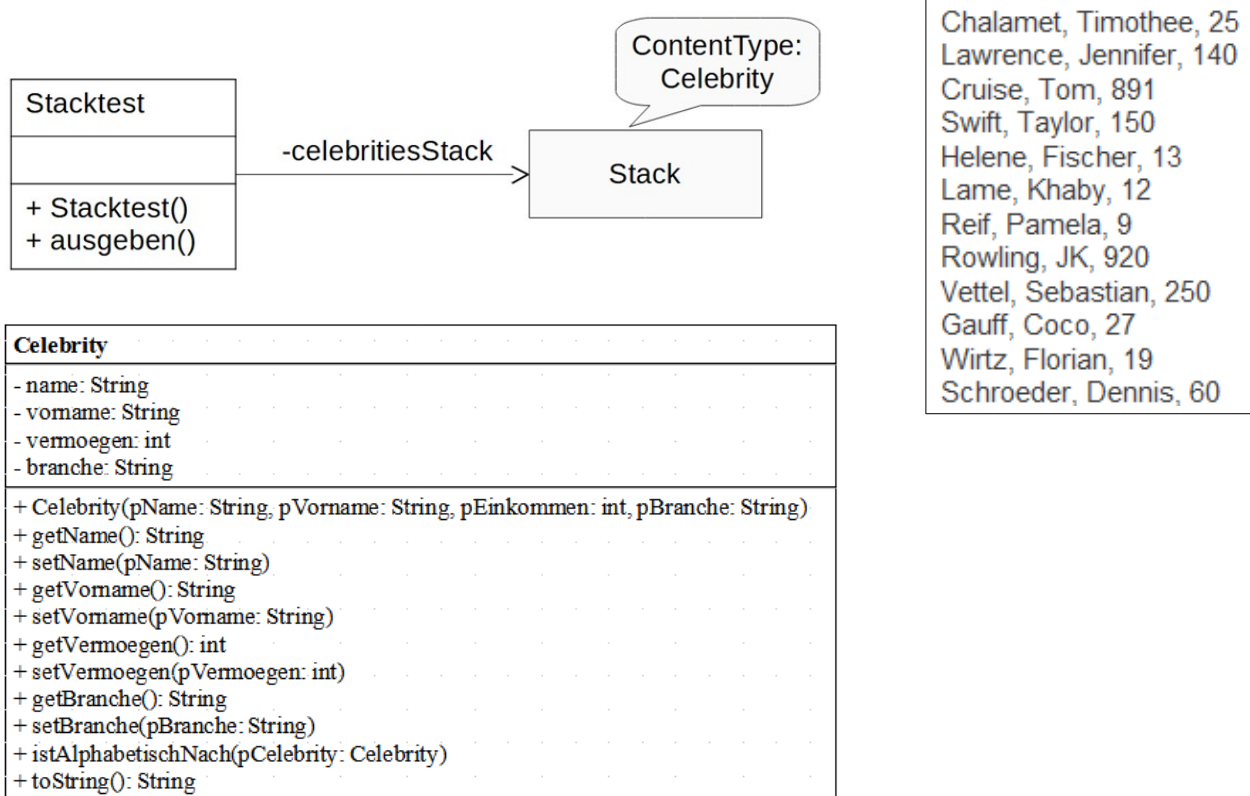 Stacktest
+ Stacktest()
+ ausgeben()
-celebritiesStack
ContentType:
Celebrity
Stack
Chalamet, Timothee, 25
Lawrence, Jennifer, 140
Cruise, Tom, 891
Swift, Taylor, 150
Helene, Fischer, 13
Lame, Khaby, 12
Reif, Pamela, 9
Rowling, JK, 920
Vettel, Sebastian, 250
Gauff, Coco, 27
Wirtz, Florian, 19
Schroeder, Dennis, 60
Celebrity
- name: String
- vorname: String
- vermoegen: int
- branche: String
+ Celebrity(pName: String, pVorname: String, pEinkommen: int, pBranche: String)
+ getName(): String
+ setName(pName: String)
+ getVorname(): String
+ setVorname(pVorname: String)
+ getVermoegen(): int
+ setVermoegen(pVermoegen: int)
+ getBranche(): String
+ setBranche(pBranche: String)
+ istAlphabetischNach(pCelebrity: Celebrity)
+ toString(): String